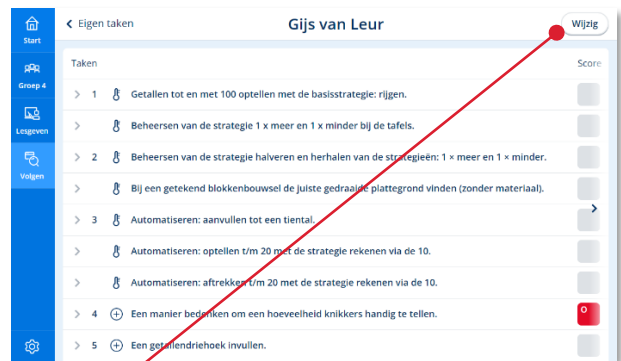 Start
Groep 4
Lesgeven
Volgen
Eigen taken
Gijs van Leur
Wijzig
Taken
Score
1 Getallen tot en met 100 optellen met de basisstrategie: rijgen.
Beheersen van de strategie 1 x meer en 1 x minder bij de tafels.
2 Beheersen van de strategie halveren en herhalen van de strategieën: 1 × meer en 1 × minder.
Bij een getekend blokkenbouwsel de juiste gedraaide plattegrond vinden (zonder materiaal).
3 Automatiseren: aanvullen tot een tiental.
Automatiseren: optellen t/m 20 met de strategie rekenen via de 10.
Automatiseren: aftrekken t/m 20 met de strategie rekenen via de 10.
4 Een manier bedenken om een hoeveelheid knikkers handig te tellen. O
5 Een getallendriehoek invullen.